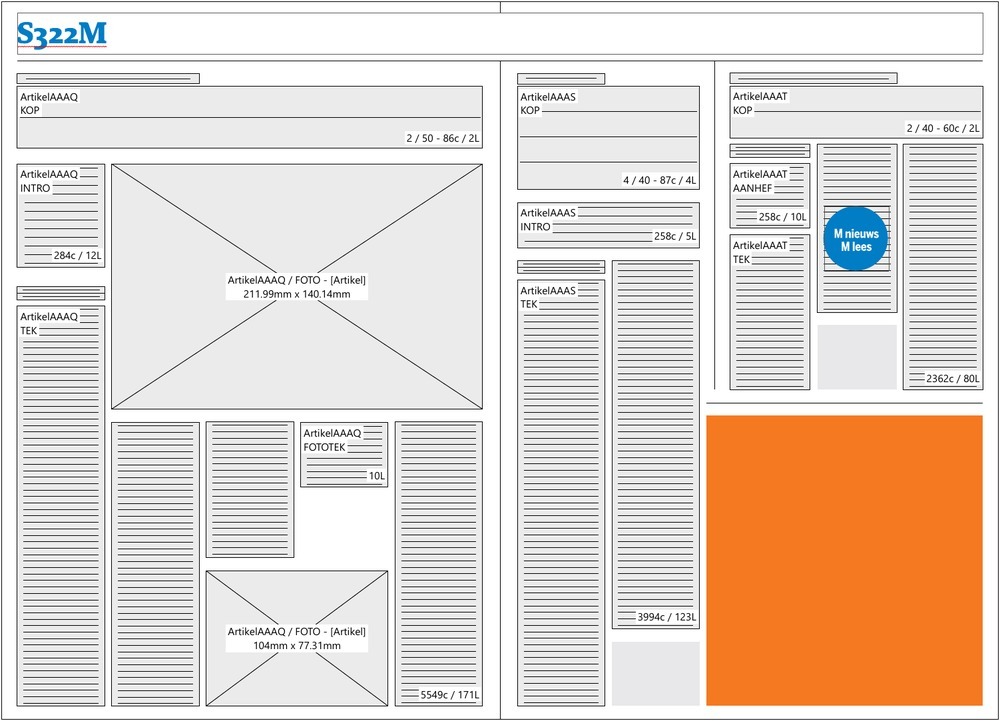 S322M
ArtikelAAAQ
KOP
2 / 50 - 86c / 2L
ArtikelAAAQ
INTRO
284c / 12L
ArtikelAAAQ / FOTO - [Artikel]
211.99mm x 140.14mm
ArtikelAAAQ
TEK
ArtikelAAAQ
FOTOTEK
10L
ArtikelAAAQ / FOTO - [Artikel]
104mm x 77.31mm
5549c / 171L
ArtikelAAAS
KOP
4 / 40 - 87c / 4L
ArtikelAAAS
INTRO
258c / 5L
ArtikelAAAS
TEK
3994c / 123L
ArtikelAAAT
KOP
2 / 40 - 60c / 2L
ArtikelAAAT
AANHEF
258c / 10L
ArtikelAAAT
TEK
M nieuws
M lees
2362c / 80L